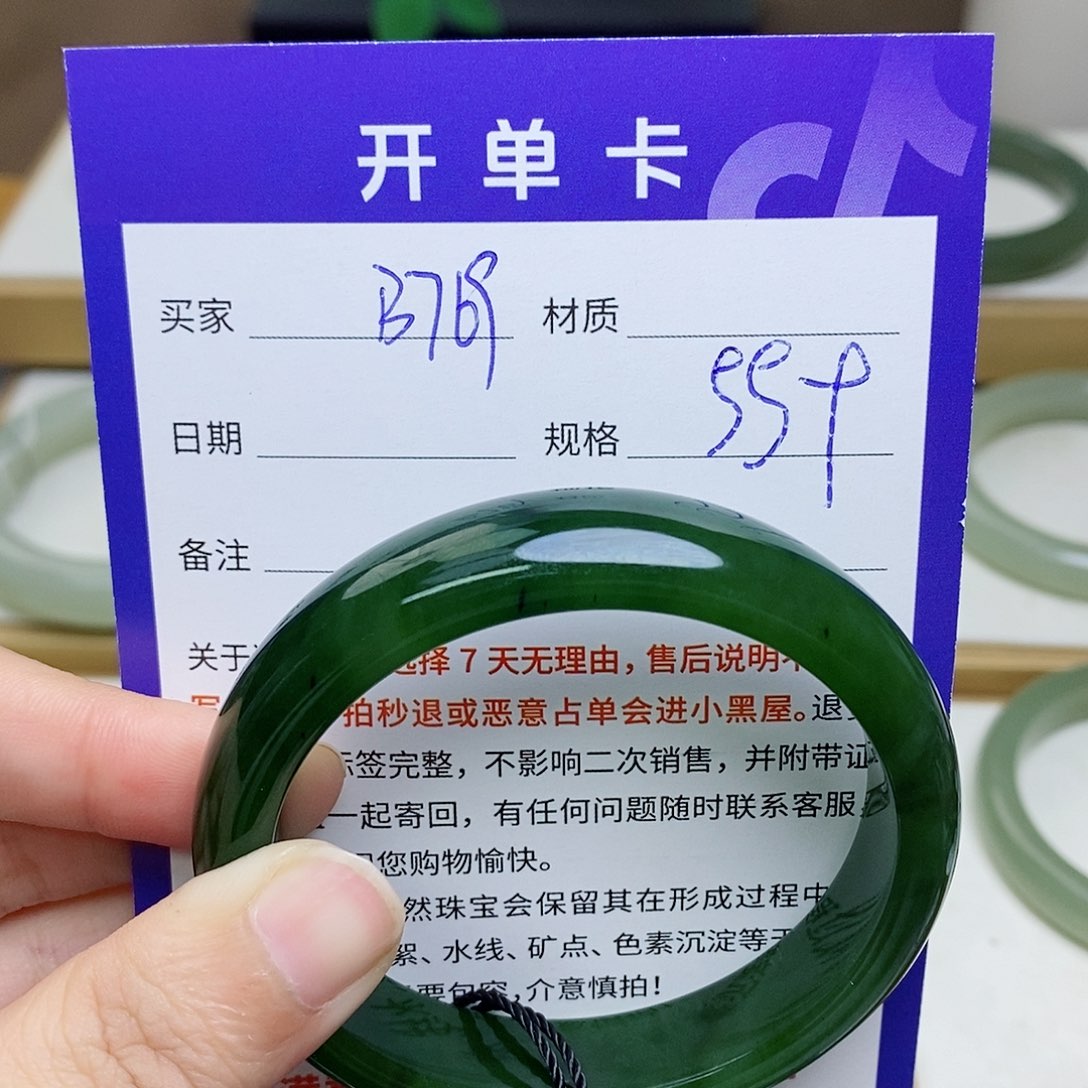 开单卡
买家 B769 材质
日期 规格 55+
备注
关于 选择7天无理由,售后说明
拍秒退或恶意占单会进小黑屋。退
标签完整,不影响二次销售,并附带证
一起寄回,有任何问题随时联系客服
您购物愉快。
然珠宝会保留其在形成过程中
絮、水线、矿点、色素沉淀等
介意慎拍!